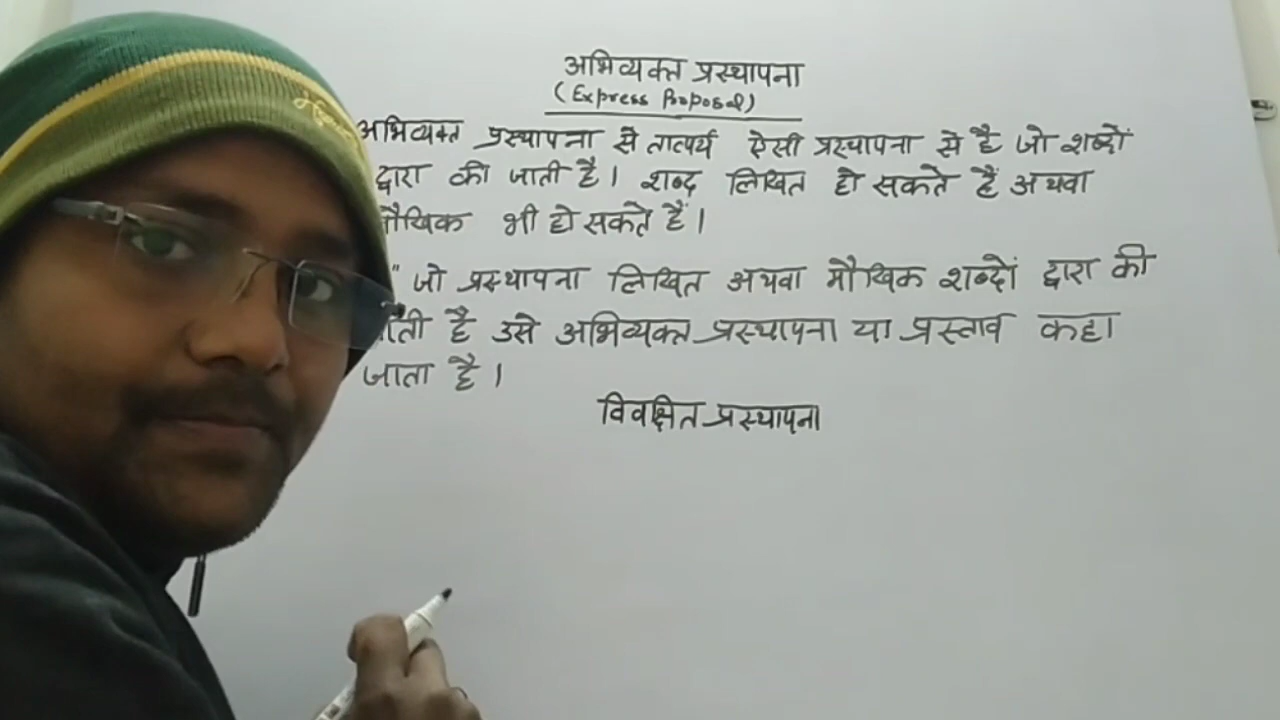 अभिव्यक्त प्रस्थापना
(Express Proposal)
अभिव्यक्त प्रस्थापना से तात्पर्य ऐसी प्रस्थापना से है जो शब्दों
द्वारा की जाती है। शब्द लिखित हो सकते हैं अथवा
भी हो सकते हैं।
" जो प्रस्थापना लिखित अथवा मौखिक शब्दों द्वारा की
है उसे अभिव्यक्त प्रस्थापना या प्रस्ताव कहा
जाता है।
विवक्षित प्रस्थापना